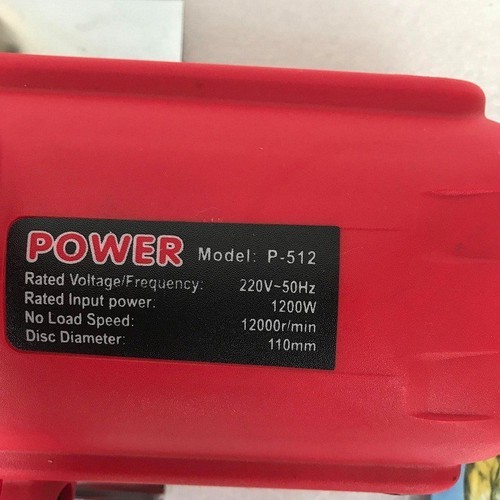 POWER Model: P-512
Rated Voltage/Frequency: 220V~50Hz
Rated Input power: 1200W
No Load Speed: 12000r/min
Disc Diameter: 110mm